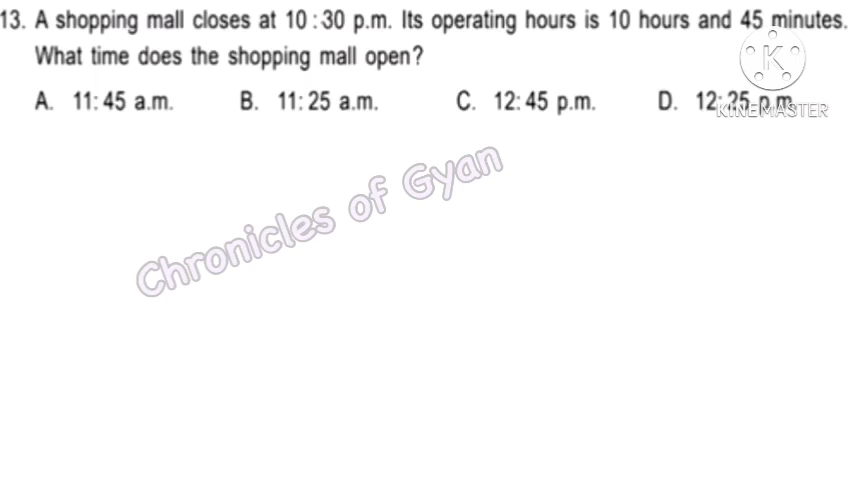 13. A shopping mall closes at 10 : 30 p.m. Its operating hours is 10 hours and 45 minutes.
What time does the shopping mall open?
A. 11: 45 a.m. B. 11: 25 a.m. C. 12: 45 p.m. D. 12: 25 p.m.
K
KINEMASTER
Chronicles of Gyan